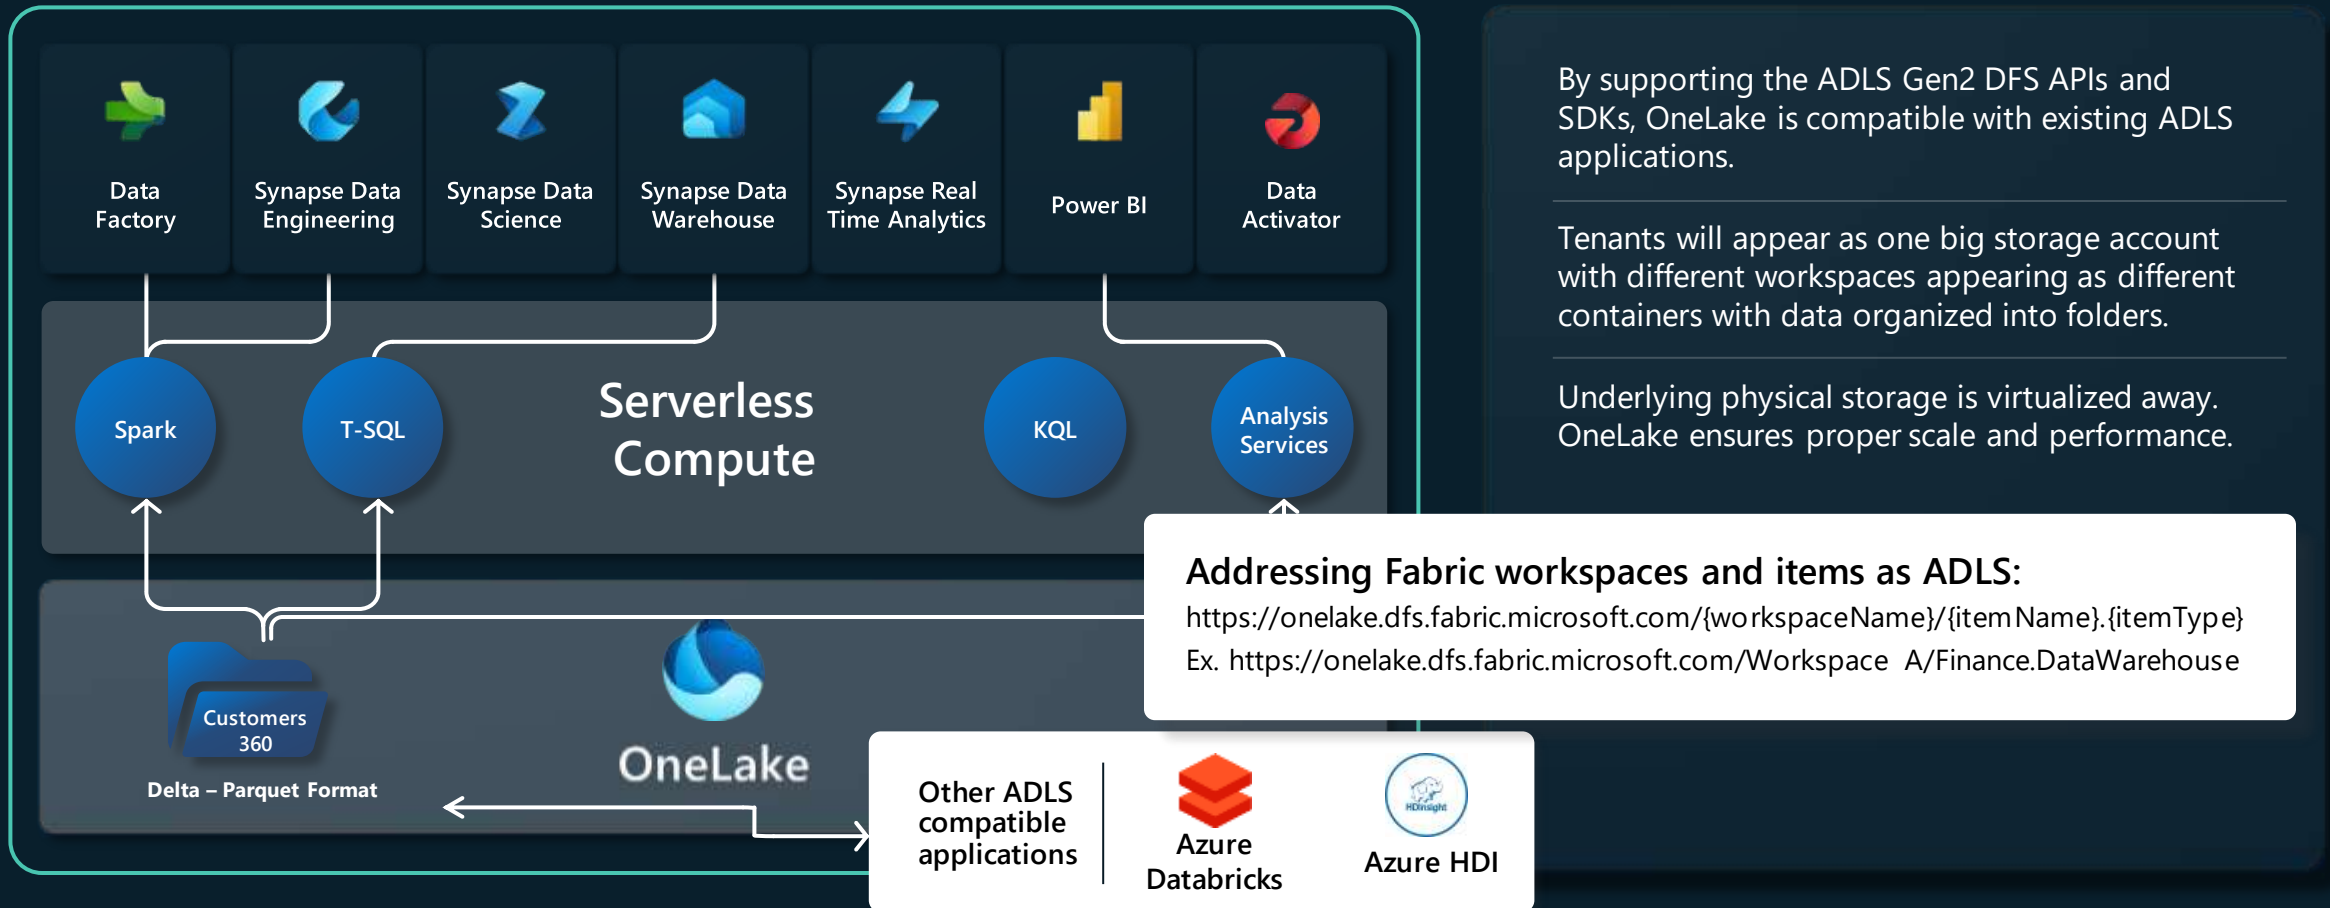 Data
Factory
Synapse Data
Engineering
Synapse Data
Science
Synapse Data
Warehouse
Synapse Real
Time Analytics
Power BI
Data
Activator
Spark
T-SQL
Serverless
Compute
KQL
Analysis
Services
Customers
360
Delta – Parquet Format
OneLake
By supporting the ADLS Gen2 DFS APIs and
SDKs, OneLake is compatible with existing ADLS
applications.
Tenants will appear as one big storage account
with different workspaces appearing as different
containers with data organized into folders.
Underlying physical storage is virtualized away.
OneLake ensures proper scale and performance.
Addressing Fabric workspaces and items as ADLS:
https://onelake.dfs.fabric.microsoft.com/{workspaceName}/{itemName}.{itemType}
Ex. https://onelake.dfs.fabric.microsoft.com/Workspace A/Finance.DataWarehouse
Other ADLS
compatible
applications
Azure
Databricks
HDInsight
Azure HDI